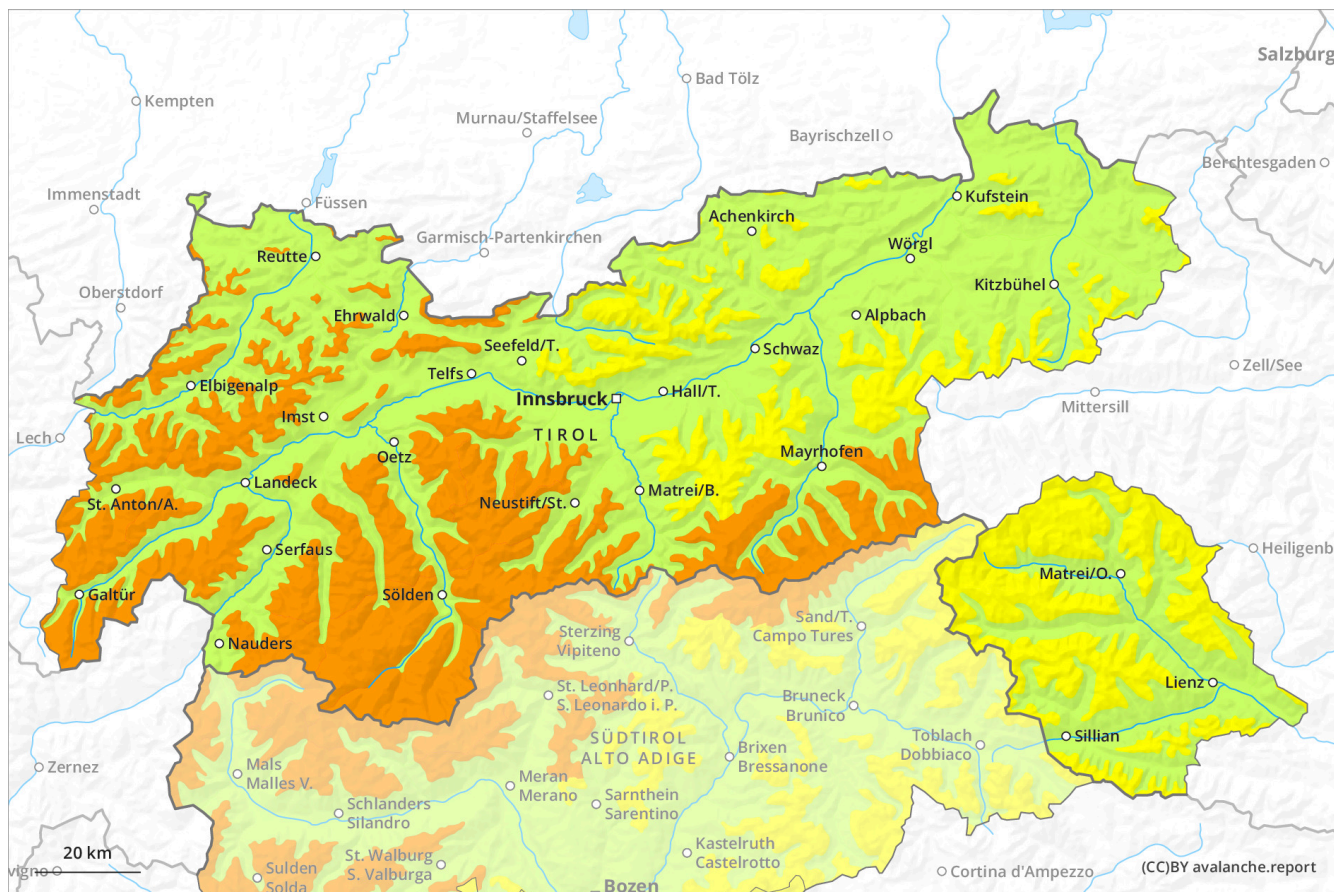 Salzburg
Bad Tölz
Kempten
Murnau/Staffelsee
Bayrischzell
Berchtesgaden
Immenstadt
Füssen
Kufstein
Achenkirch
Garmisch-Partenkirchen
Wörgl
Reutte
Kitzbühel
Oberstdorf
Ehrwald
Alpbach
Seefeld/T.
Schwaz
Zell/See
Telfs
Elbigenalp
Hall/T.
Innsbruck
Mittersill
Imst
TIROL
Lech
Oetz
Mayrhofen
Landeck
St. Anton/A.
Matrei/B.
Neustift/St.
Serfaus
Heiligenb
Matrei/O.
Galtür
Sölden
Sand/T.
Campo Tures
Sterzing
Vipiteno
Nauders
Lienz
St. Leonhard/P.
S. Leonardo i. P.
Bruneck
Brunico
Sillian
SÜDTIROL
ALTO ADIGE
Toblach
Dobbiaco
Brixen
Bressanone
Zernez
Mals
Malles V.
Meran
Merano
Sarnthein
Sarentino
Schlanders
Silandro
Kastelruth
Castelrotto
20 km
St. Walburg
S. Valburga
vigno
Sulden
Solda
Bozen
Cortina d'Ampezzo
(CC)BY avalanche.report